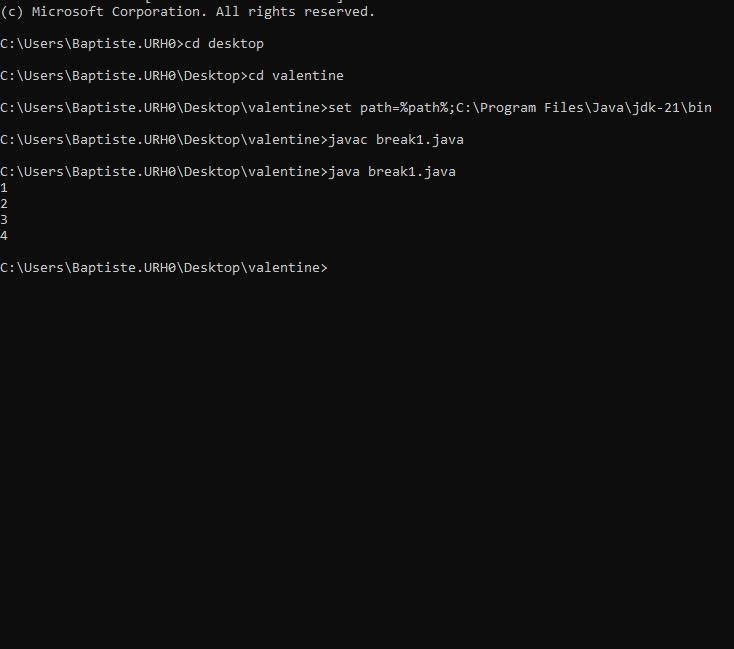 (c) Microsoft Corporation. All rights reserved.
C:\Users\Baptiste.URH0>cd desktop
C:\Users\Baptiste.URH0\Desktop>cd valentine
C:\Users\Baptiste.URH0\Desktop\valentine>set path=%path%;C:\Program Files\Java\jdk-21\bin
C:\Users\Baptiste.URH0\Desktop\valentine>javac break1.java
C:\Users\Baptiste.URH0\Desktop\valentine>java break1.java
1
2
3
4
C:\Users\Baptiste.URH0\Desktop\valentine>